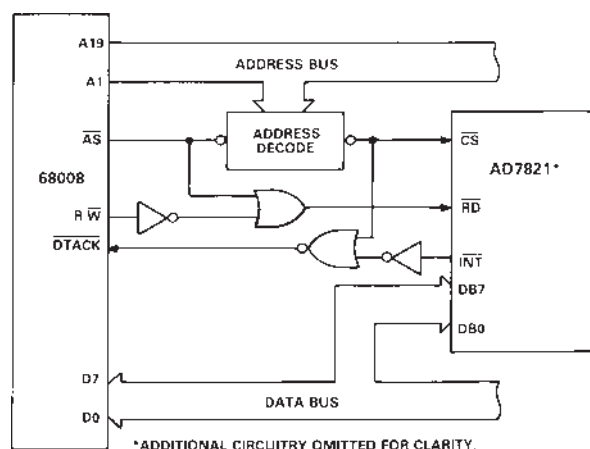 A19
ADDRESS BUS
A1
AS
ADDRESS
DECODE
CS
AD7821*
68008
R W
RD
DTACK
INT
DB7
DB0
D7
DATA BUS
D0
*ADDITIONAL CIRCUITRY OMITTED FOR CLARITY.